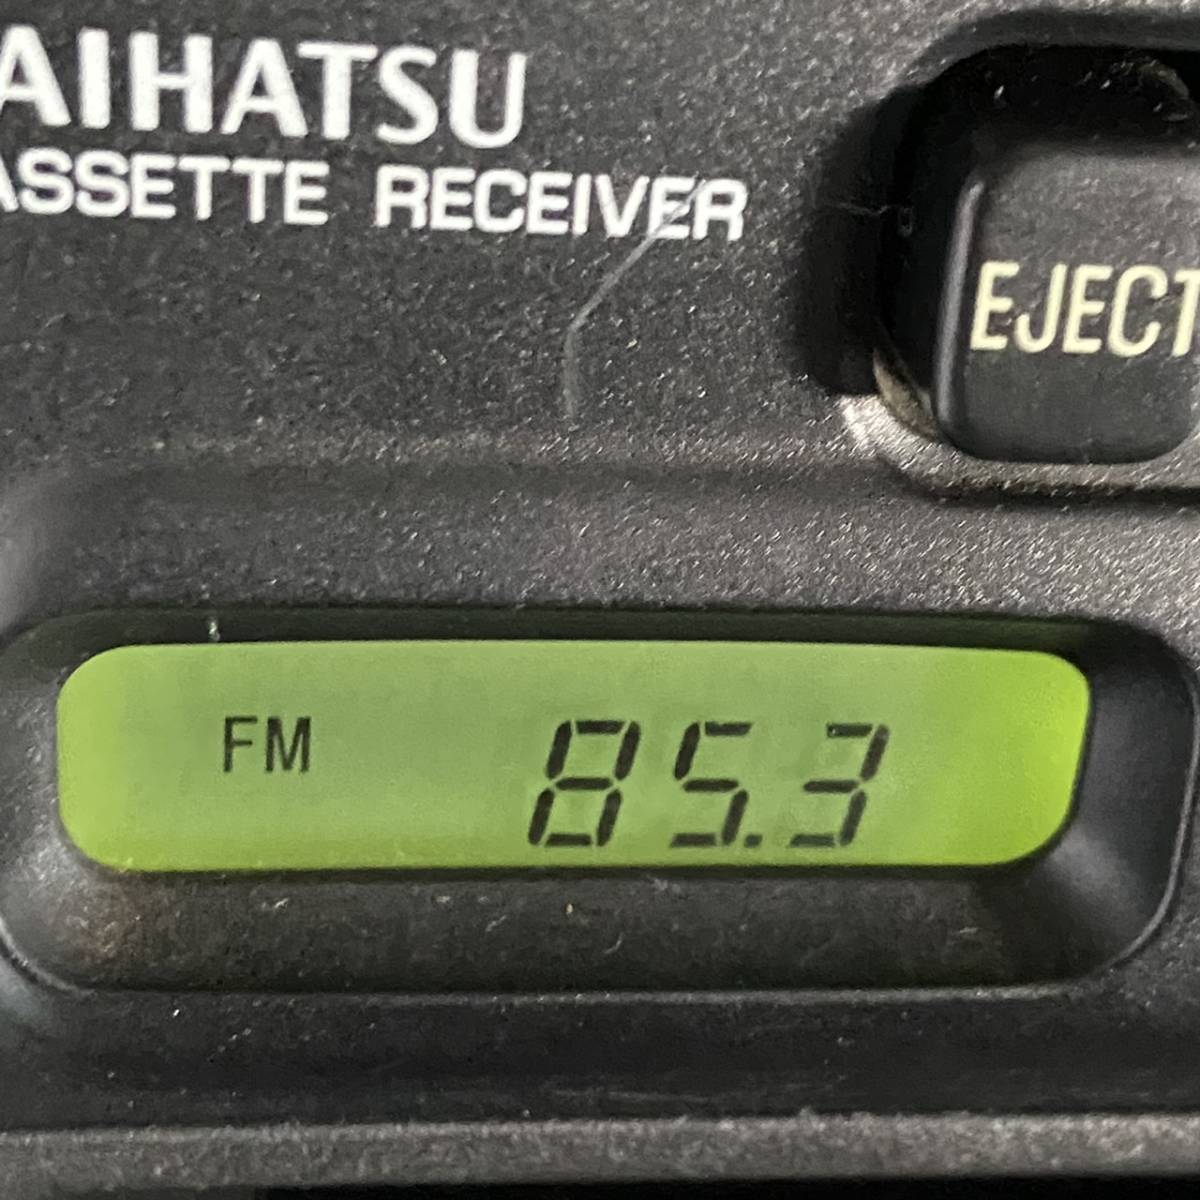 AIHATSU
ASSETTE RECEIVER
EJECT
FM 85.3